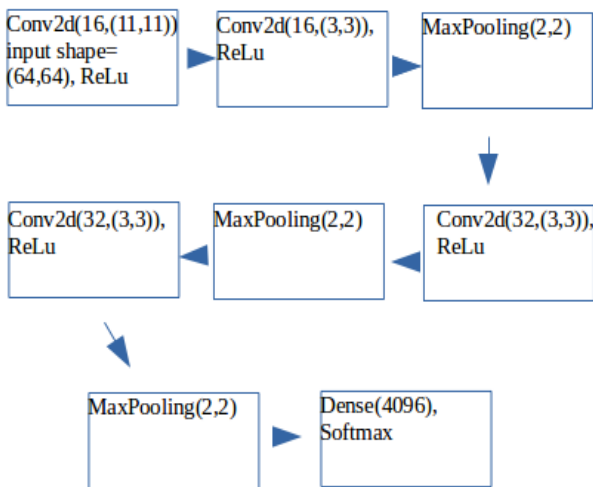 Conv2d(16,(11,11))
input shape=
(64,64), ReLu
Conv2d(16,(3,3)),
ReLu
MaxPooling(2,2)
Conv2d(32,(3,3)),
ReLu
MaxPooling(2,2)
Conv2d(32,(3,3)),
ReLu
MaxPooling(2,2)
Dense(4096),
Softmax